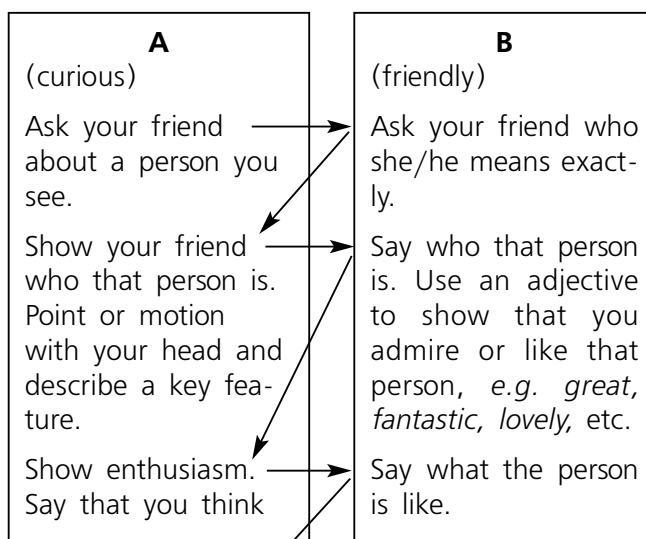 A
(curious)
Ask your friend
about a person you
see.
Show your friend
who that person is.
Point or motion
with your head and
describe a key fea-
ture.
Show enthusiasm.
Say that you think
B
(friendly)
Ask your friend who
she/he means exact-
ly.
Say who that person
is. Use an adjective
to show that you
admire or like that
person, e.g. great,
fantastic, lovely, etc.
Say what the person
is like.